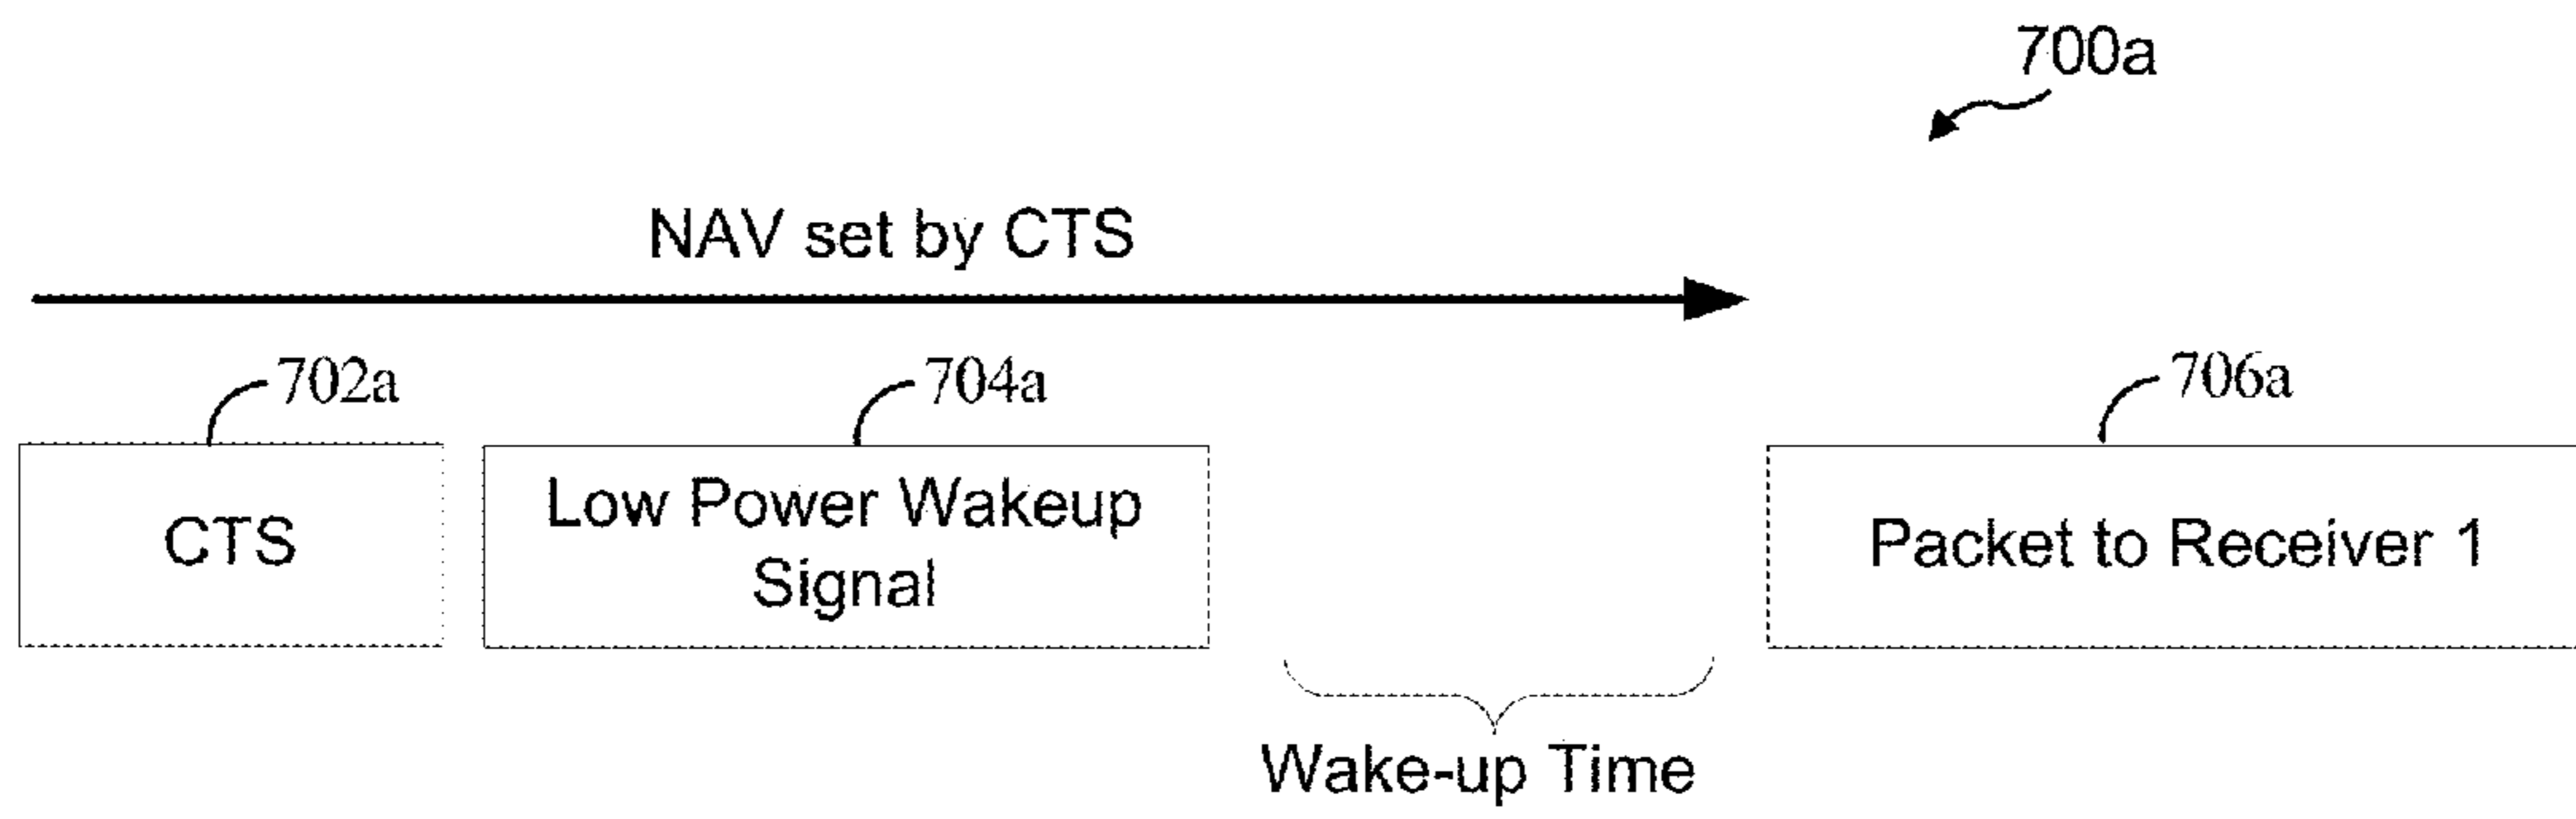 700a
NAV set by CTS
702a
704a
706a
CTS
Low Power Wakeup
Signal
Packet to Receiver 1
Wake-up Time